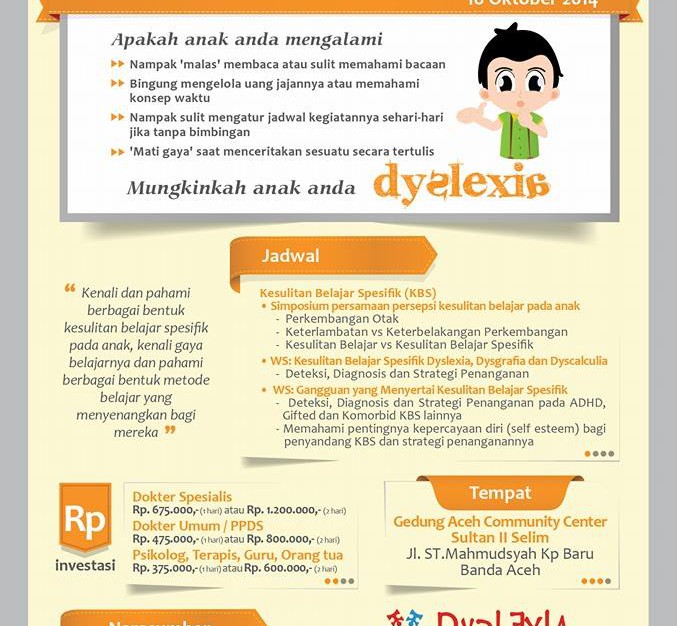 16 Oktober 2014
Apakah anak anda mengalami
Nampak 'malas' membaca atau sulit memahami bacaan
Bingung mengelola uang jajannya atau memahami
konsep waktu
Nampak sulit mengatur jadwal kegiatannya sehari-hari
jika tanpa bimbingan
'Mati gaya' saat menceritakan sesuatu secara tertulis
Mungkinkah anak anda dyslexia
Jadwal
“ Kenali dan pahami
berbagai bentuk
kesulitan belajar spesifik
pada anak, kenali gaya
belajarnya dan pahami
berbagai bentuk metode
belajar yang
menyenangkan bagi
mereka ”
Kesulitan Belajar Spesifik (KBS)
• Simposium persamaan persepsi kesulitan belajar pada anak
- Perkembangan Otak
- Keterlambatan vs Keterbelakangan Perkembangan
- Kesulitan Belajar vs Kesulitan Belajar Spesifik
• WS: Kesulitan Belajar Spesifik Dyslexia, Dysgrafia dan Dyscalculia
- Deteksi, Diagnosis dan Strategi Penanganan
• WS: Gangguan yang Menyertai Kesulitan Belajar Spesifik
- Deteksi, Diagnosis dan Strategi Penanganan pada ADHD,
Gifted dan Komorbid KBS lainnya
- Memahami pentingnya kepercayaan diri (self esteem) bagi
penyandang KBS dan strategi penanganannya
Rp
investasi
Dokter Spesialis
Rp. 675.000,- (1 hari) atau Rp. 1.200.000,- (2 hari)
Dokter Umum / PPDS
Rp. 475.000,- (1 hari) atau Rp. 800.000,- (2 hari)
Psikolog, Terapis, Guru, Orang tua
Rp. 375.000,- (1 hari) atau Rp. 600.000,- (2 hari)
Tempat
Gedung Aceh Community Center
Sultan II Selim
Jl. ST.Mahmudsyah Kp Baru
Banda Aceh
Narasumber
Dyslexia